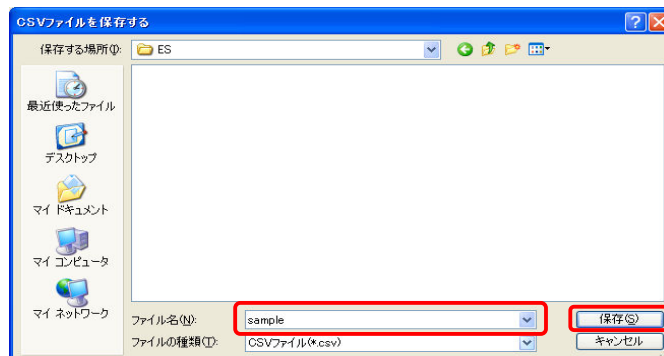 CSVファイルを保存する
保存する場所(I):
ES
最近使ったファイル
デスクトップ
マイ ドキュメント
マイ コンピュータ
マイ ネットワーク
ファイル名(N):
sample
保存(S)
ファイルの種類(T):
CSVファイル(*.csv)
キャンセル